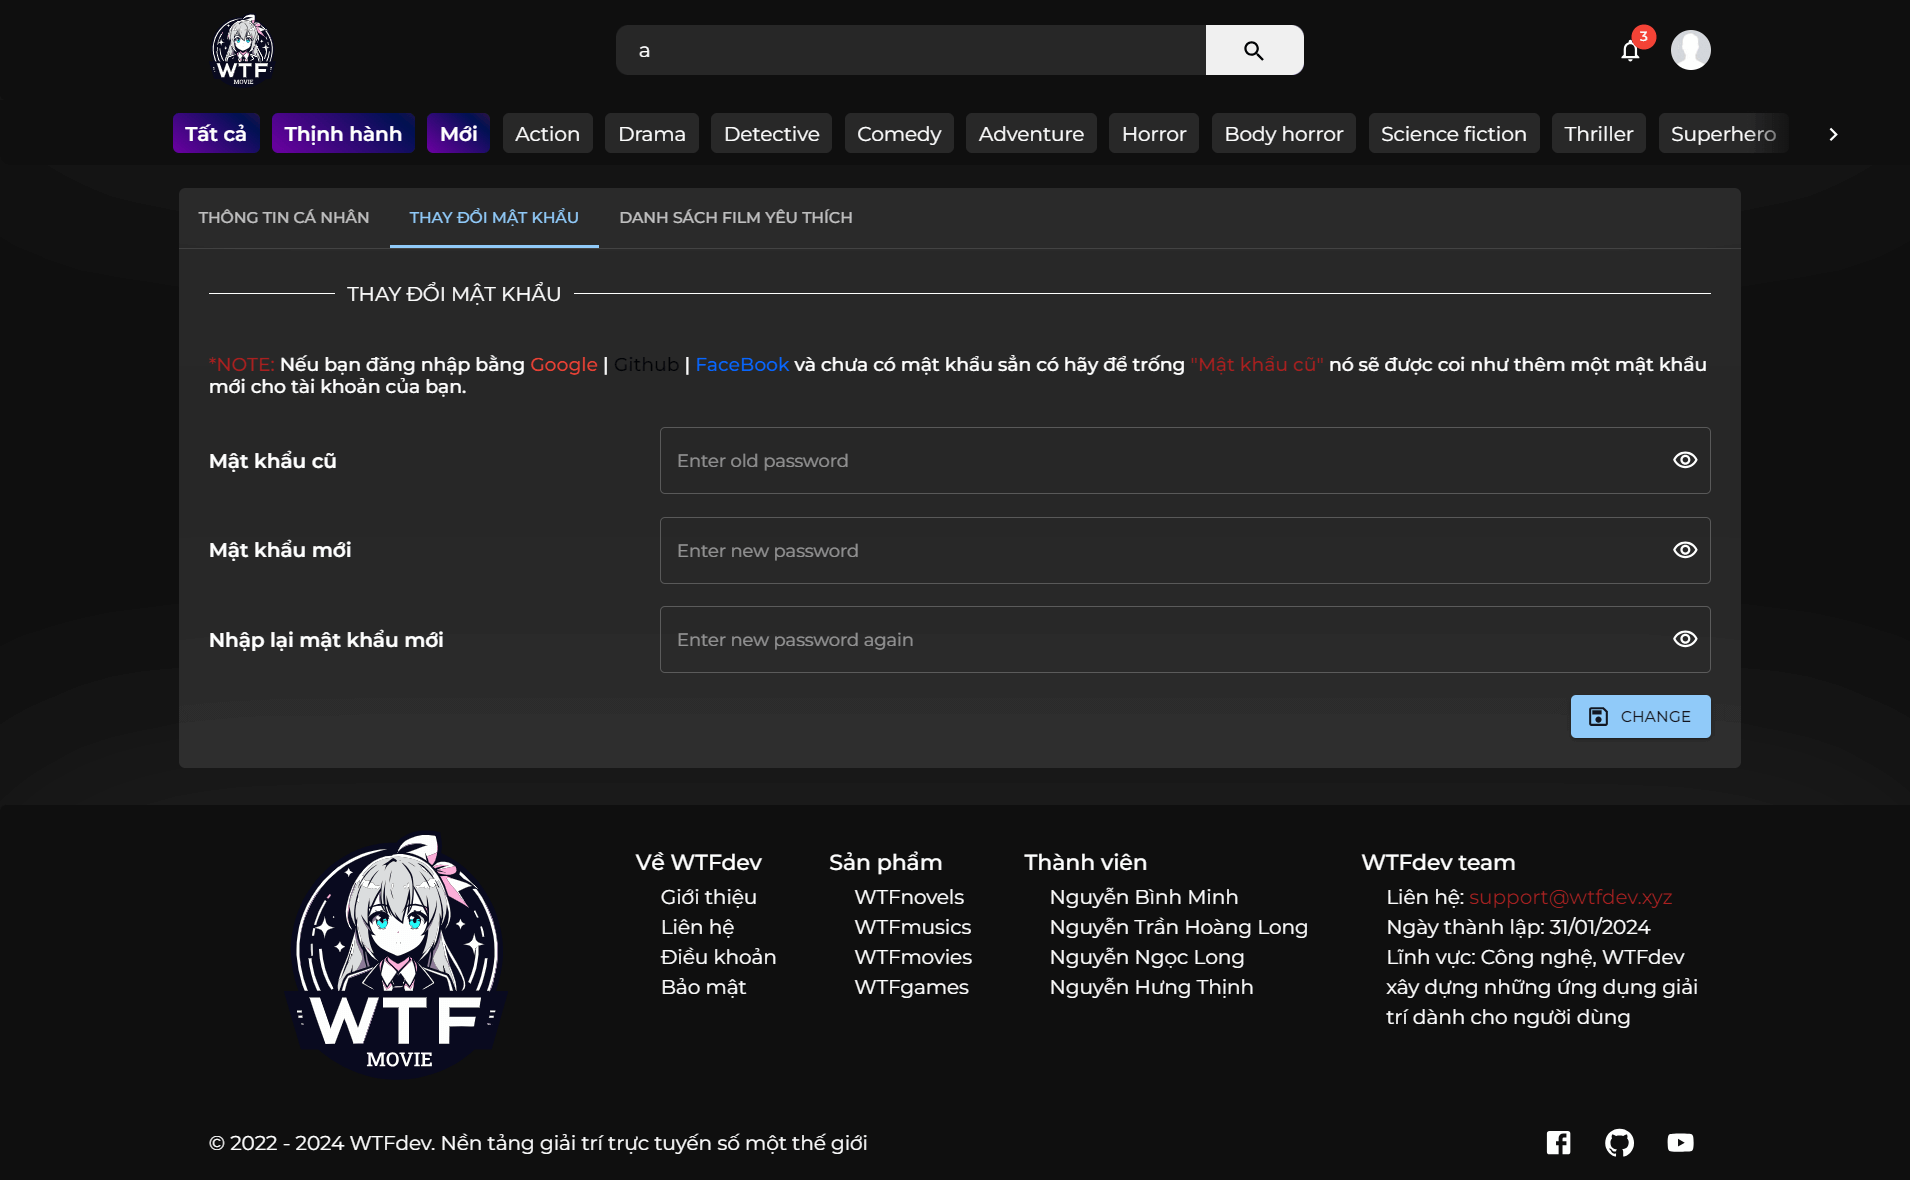 WTF
MOVIE
a
3
Tất cả
Thịnh hành
Mới
Action
Drama
Detective
Comedy
Adventure
Horror
Body horror
Science fiction
Thriller
Superhero
THÔNG TIN CÁ NHÂN
THAY ĐỔI MẬT KHẨU
DANH SÁCH FILM YÊU THÍCH
THAY ĐỔI MẬT KHẨU
*NOTE: Nếu bạn đăng nhập bằng Google | Github | FaceBook và chưa có mật khẩu sẳn có hãy để trống "Mật khẩu cũ" nó sẽ được coi như thêm một mật khẩu
mới cho tài khoản của bạn.
Mật khẩu cũ
Enter old password
Mật khẩu mới
Enter new password
Nhập lại mật khẩu mới
Enter new password again
CHANGE
WTF
MOVIE
Về WTFdev
Giới thiệu
Liên hệ
Điều khoản
Bảo mật
Sản phẩm
WTFnovels
WTFmusics
WTFmovies
WTFgames
Thành viên
Nguyễn Bình Minh
Nguyễn Trần Hoàng Long
Nguyễn Ngọc Long
Nguyễn Hưng Thịnh
WTFdev team
Liên hệ: support@wtfdev.xyz
Ngày thành lập: 31/01/2024
Lĩnh vực: Công nghệ, WTFdev
xây dựng những ứng dụng giải
trí dành cho người dùng
© 2022 - 2024 WTFdev. Nền tảng giải trí trực tuyến số một thế giới